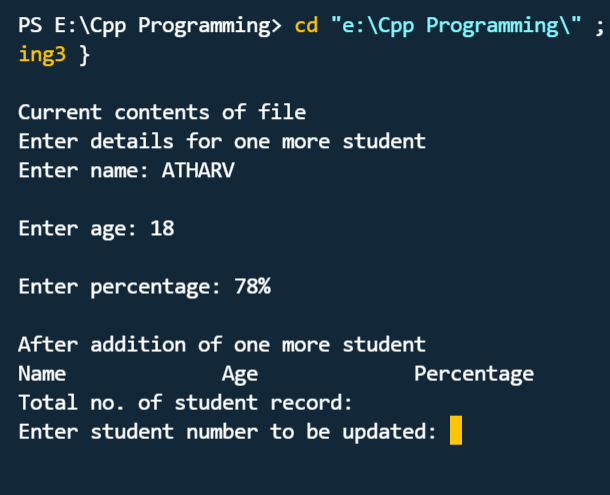 PS E:\Cpp Programming> cd "e:\Cpp Programming\" ;
ing3 }
Current contents of file
Enter details for one more student
Enter name: ATHARV
Enter age: 18
Enter percentage: 78%
After addition of one more student
Name Age Percentage
Total no. of student record:
Enter student number to be updated: